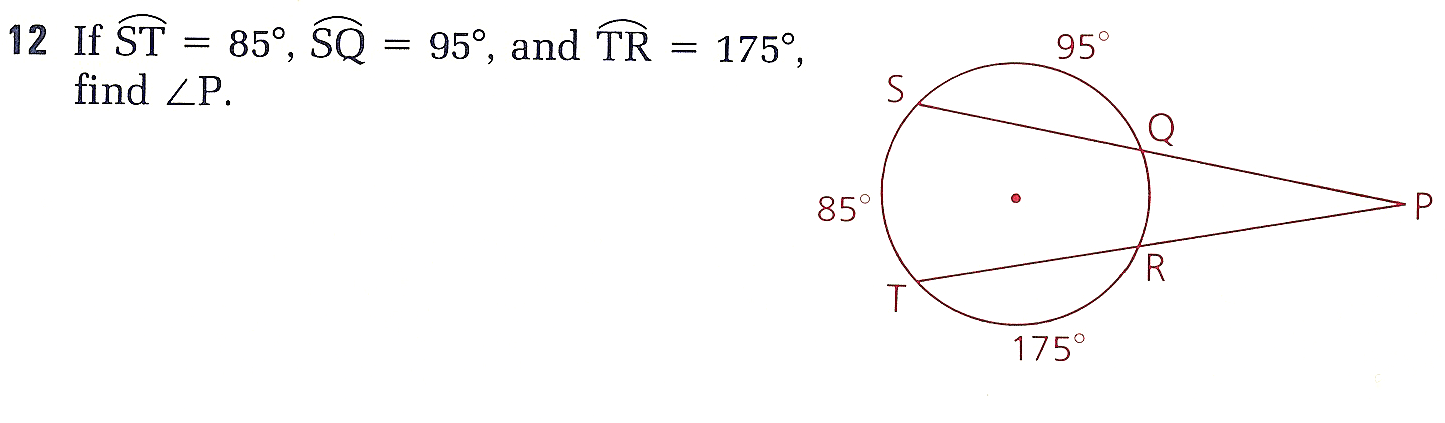 12 If ST = 85°, SQ = 95°, and TR = 175°,
find ∠P.
95°
S
Q
85°
P
R
T
175°